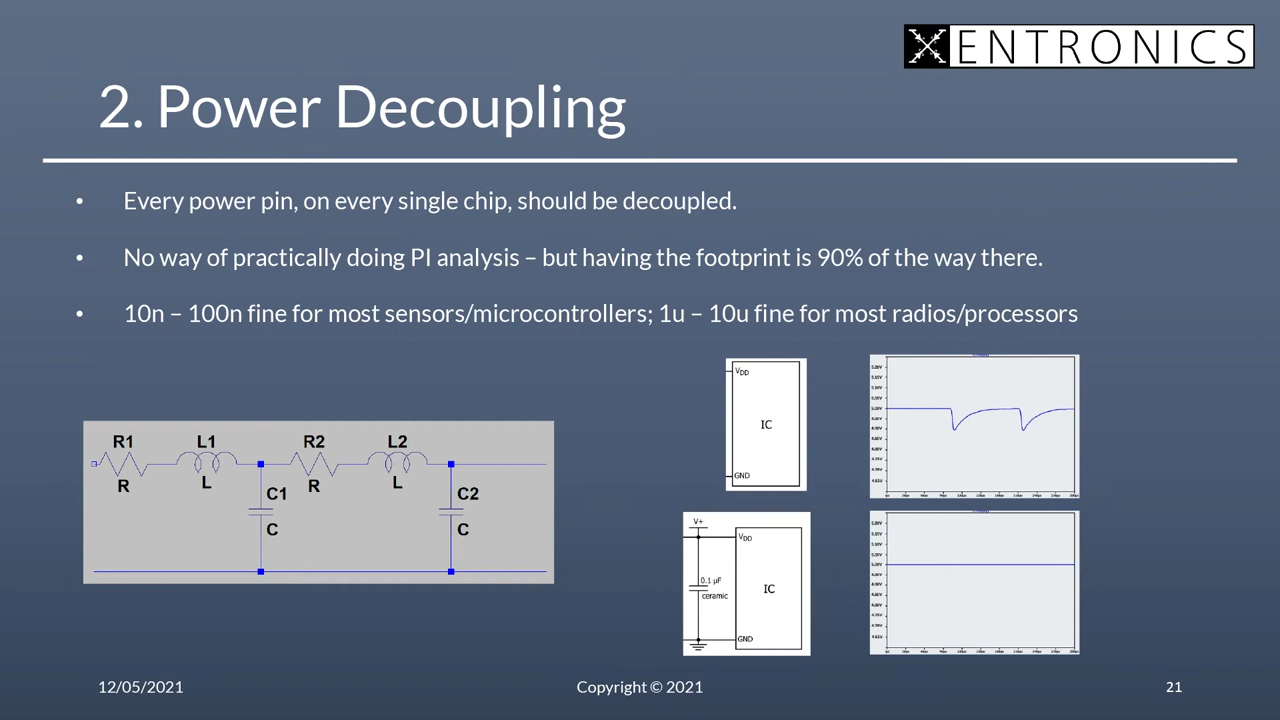 XENTRONICS
2. Power Decoupling
• Every power pin, on every single chip, should be decoupled.
• No way of practically doing PI analysis – but having the footprint is 90% of the way there.
• 10n – 100n fine for most sensors/microcontrollers; 1u – 10u fine for most radios/processors
R1 L1 R2 L2
R L R L
C1 C2
C C
VDD
IC
GND
V+
VDD
0.1 µF
ceramic
IC
GND
12/05/2021 Copyright © 2021 21